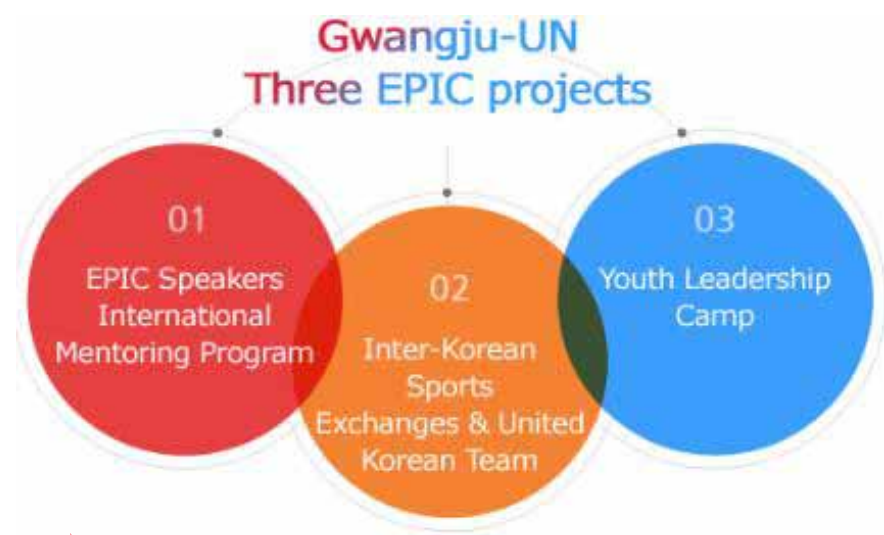 Gwangju-UN
Three EPIC projects
01
EPIC Speakers
International
Mentoring Program
02
Inter-Korean
Sports
Exchanges & United
Korean Team
03
Youth Leadership
Camp